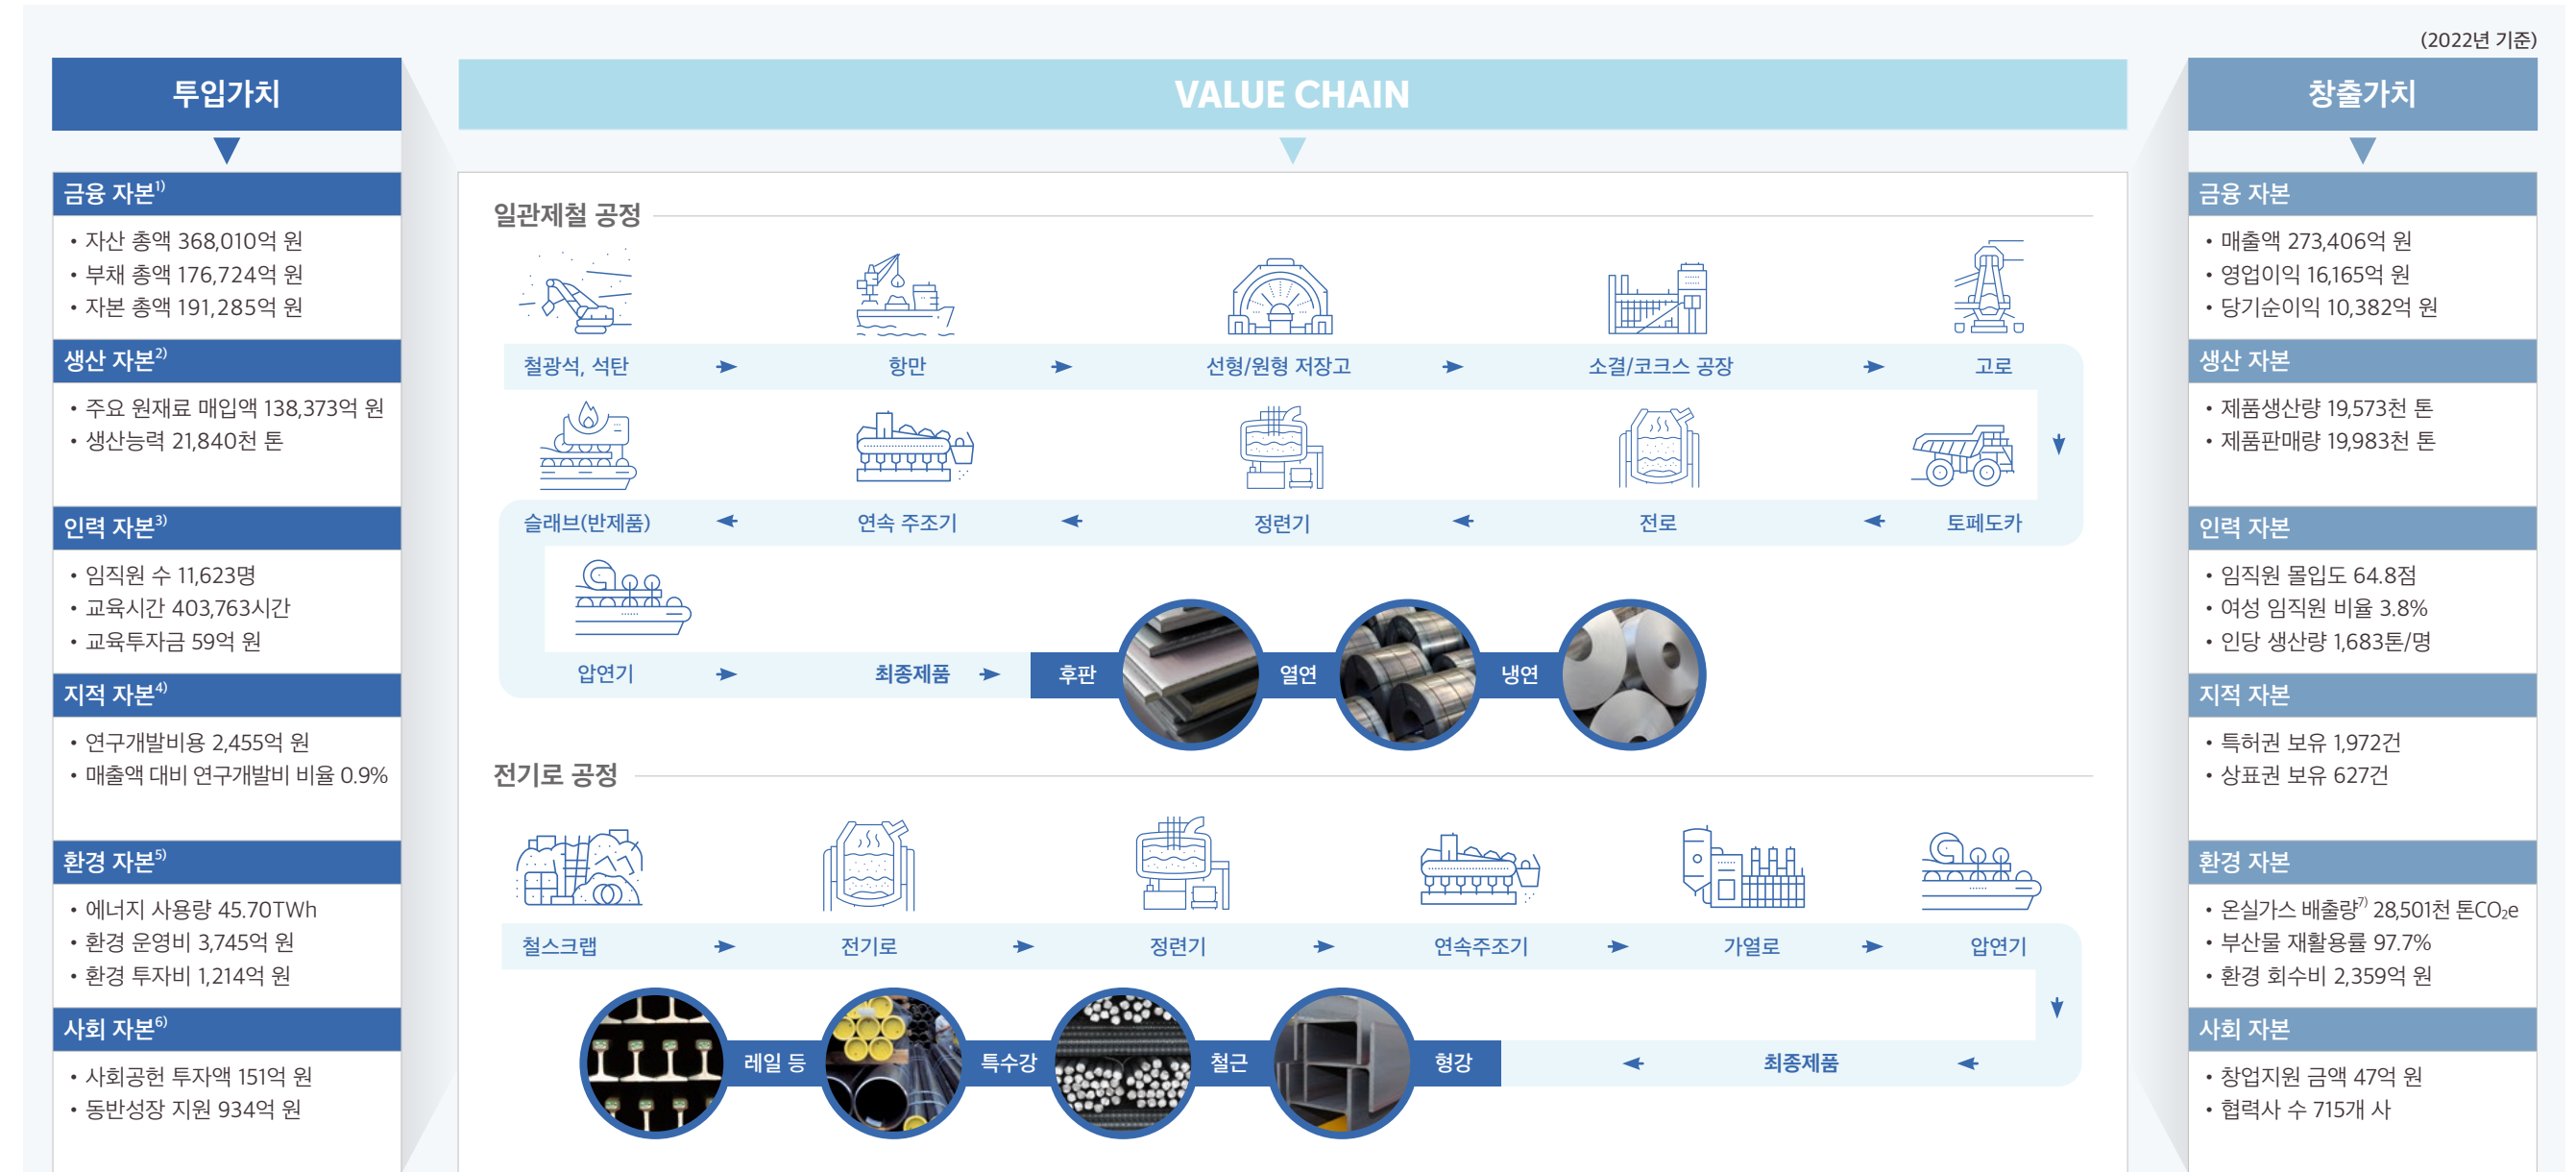 (2022년 기준)
투입가치
금융 자본1)
• 자산 총액 368,010억 원
• 부채 총액 176,724억 원
• 자본 총액 191,285억 원
생산 자본2)
• 주요 원재료 매입액 138,373억 원
• 생산능력 21,840천 톤
인력 자본3)
• 임직원 수 11,623명
• 교육시간 403,763시간
• 교육투자금 59억 원
지적 자본4)
• 연구개발비용 2,455억 원
• 매출액 대비 연구개발비 비율 0.9%
환경 자본5)
• 에너지 사용량 45.70TWh
• 환경 운영비 3,745억 원
• 환경 투자비 1,214억 원
사회 자본6)
• 사회공헌 투자액 151억 원
• 동반성장 지원 934억 원
VALUE CHAIN
일관제철 공정
철광석, 석탄
항만
선형/원형 저장고
소결/코크스 공장
고로
슬래브(반제품)
연속 주조기
정련기
전로
토페도카
압연기
최종제품
후판
열연
냉연
전기로 공정
철스크랩
전기로
정련기
연속주조기
가열로
압연기
레일 등
특수강
철근
형강
최종제품
창출가치
금융 자본
• 매출액 273,406억 원
• 영업이익 16,165억 원
• 당기순이익 10,382억 원
생산 자본
• 제품생산량 19,573천 톤
• 제품판매량 19,983천 톤
인력 자본
• 임직원 몰입도 64.8점
• 여성 임직원 비율 3.8%
• 인당 생산량 1,683톤/명
지적 자본
• 특허권 보유 1,972건
• 상표권 보유 627건
환경 자본
• 온실가스 배출량7) 28,501천 톤CO₂e
• 부산물 재활용률 97.7%
• 환경 회수비 2,359억 원
사회 자본
• 창업지원 금액 47억 원
• 협력사 수 715개 사